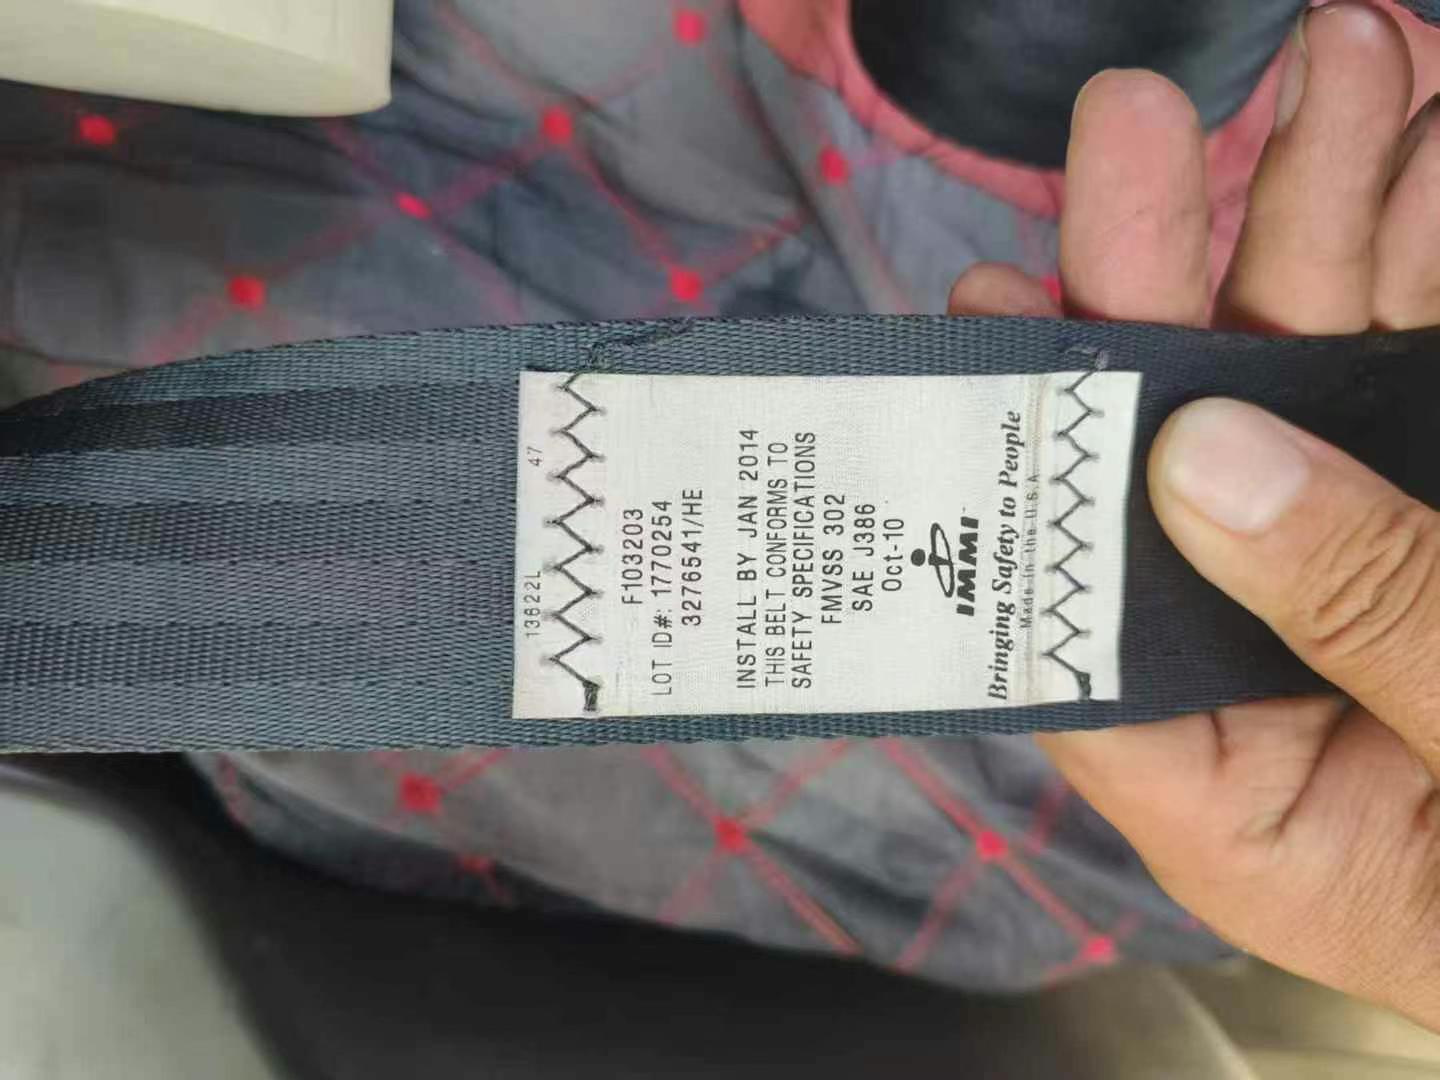 13622L 47
F103203
LOT ID#: 1770254
3276541/HE
INSTALL BY JAN 2014
THIS BELT CONFORMS TO
SAFETY SPECIFICATIONS
FMVSS 302
SAE J386
Oct-10
IMMI
Bringing Safety to People
Made in the U.S.A